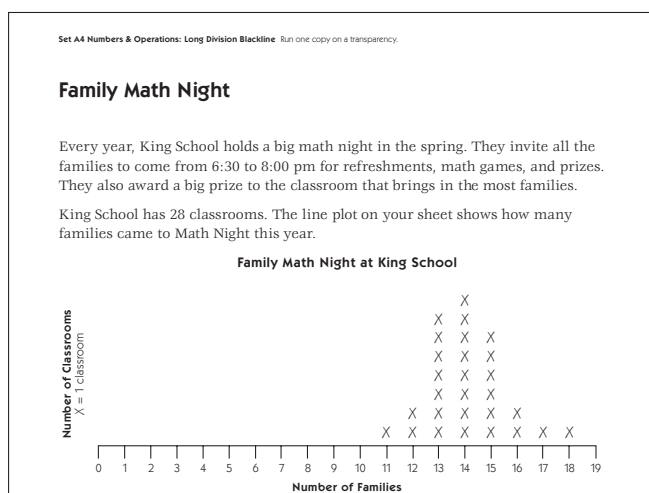 Set A4 Numbers & Operations: Long Division Blackline Run one copy on a transparency.
Family Math Night
Every year, King School holds a big math night in the spring. They invite all the
families to come from 6:30 to 8:00 pm for refreshments, math games, and prizes.
They also award a big prize to the classroom that brings in the most families.
King School has 28 classrooms. The line plot on your sheet shows how many
families came to Math Night this year.
Family Math Night at King School
Number of Classrooms
X = 1 classroom
X
X X
X X X
X X X
X X X
X X X
X X X X X
X X X X X X X X
0 1 2 3 4 5 6 7 8 9 10 11 12 13 14 15 16 17 18 19
Number of Families